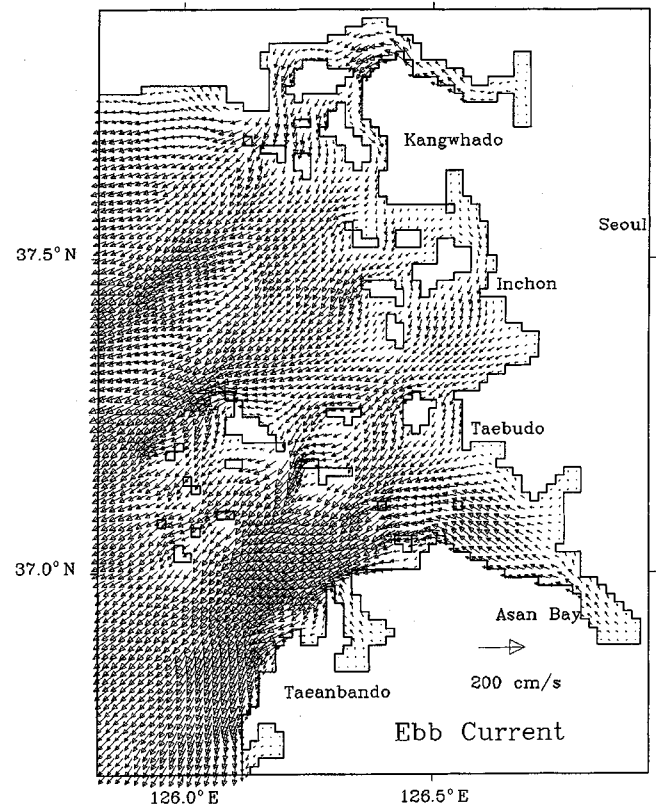 Kangwhado
Seoul
37.5°N
Inchon
Taebudo
37.0°N
Asan Bay
200 cm/s
Taeanbando
Ebb Current
126.0°E
126.5°E